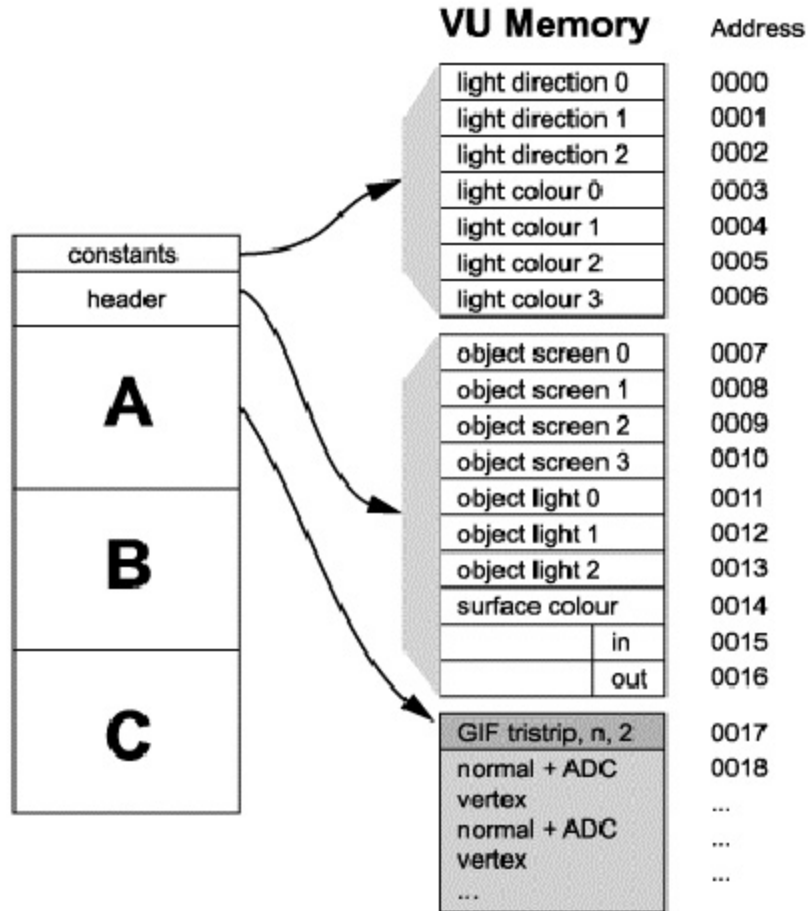 VU Memory Address
light direction 0 0000
light direction 1 0001
light direction 2 0002
light colour 0 0003
light colour 1 0004
light colour 2 0005
light colour 3 0006
constants
header
A
B
C
object screen 0 0007
object screen 1 0008
object screen 2 0009
object screen 3 0010
object light 0 0011
object light 1 0012
object light 2 0013
surface colour 0014
in 0015
out 0016
GIF tristrip, n, 2 0017
normal + ADC 0018
vertex ...
normal + ADC ...
vertex ...
...